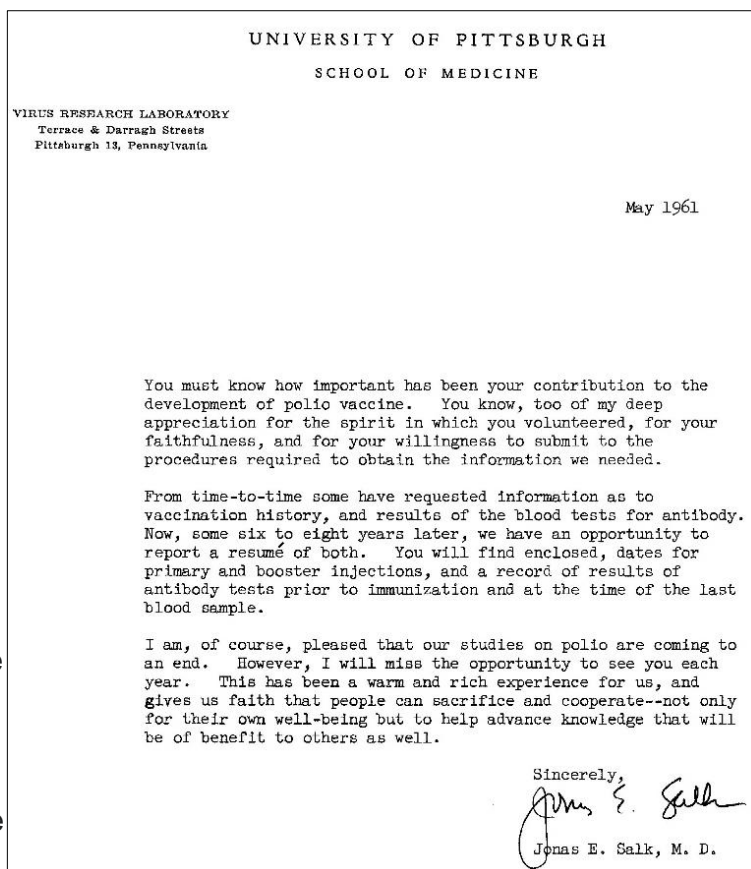 UNIVERSITY OF PITTSBURGH
SCHOOL OF MEDICINE
VIRUS RESEARCH LABORATORY
Terrace & Darragh Streets
Pittsburgh 13, Pennsylvania
May 1961
You must know how important has been your contribution to the
development of polio vaccine. You know, too of my deep
appreciation for the spirit in which you volunteered, for your
faithfulness, and for your willingness to submit to the
procedures required to obtain the information we needed.
From time-to-time some have requested information as to
vaccination history, and results of the blood tests for antibody.
Now, some six to eight years later, we have an opportunity to
report a resumé of both. You will find enclosed, dates for
primary and booster injections, and a record of results of
antibody tests prior to immunization and at the time of the last
blood sample.
I am, of course, pleased that our studies on polio are coming to
an end. However, I will miss the opportunity to see you each
year. This has been a warm and rich experience for us, and
gives us faith that people can sacrifice and cooperate--not only
for their own well-being but to help advance knowledge that will
be of benefit to others as well.
Sincerely,
Jonas E. Salk
Jonas E. Salk, M. D.